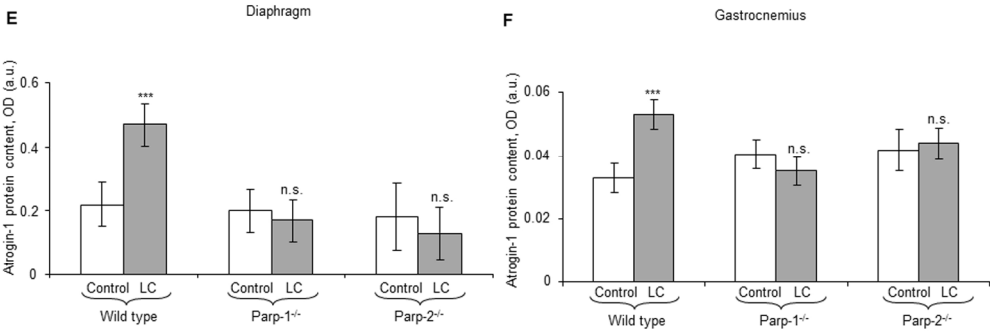 E
Diaphragm
Atrogin-1 protein content, OD (a.u.)
0.6
0.4
0.2
0
***
n.s.
n.s.
Control LC Control LC Control LC
Wild type Parp-1-/- Parp-2-/-
F
Gastrocnemius
Atrogin-1 protein content, OD (a.u.)
0.06
0.04
0.02
0
***
n.s.
n.s.
Control LC Control LC Control LC
Wild type Parp-1-/- Parp-2-/-